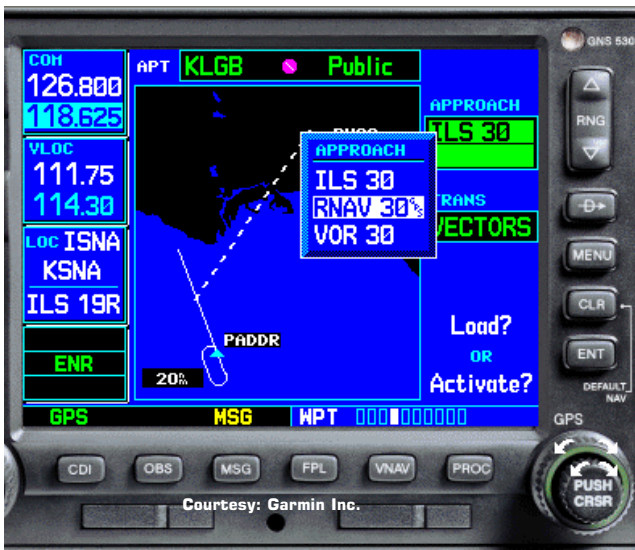 GNS 530
COM
126.800
118.625
VLOC
111.75
114.30
LOC ISNA
KSNA
ILS 19R
ENR
APT KLGB Public
APPROACH
ILS 30
TRANS
VECTORS
APPROACH
ILS 30
RNAV 30
VOR 30
PADDR
20
Load?
OR
Activate?
GPS MSG WPT
RNG
D
MENU
CLR
ENT
DEFAULT NAV
GPS
PUSH
CRSR
CDI OBS MSG FPL VNAV PROC
Courtesy: Garmin Inc.